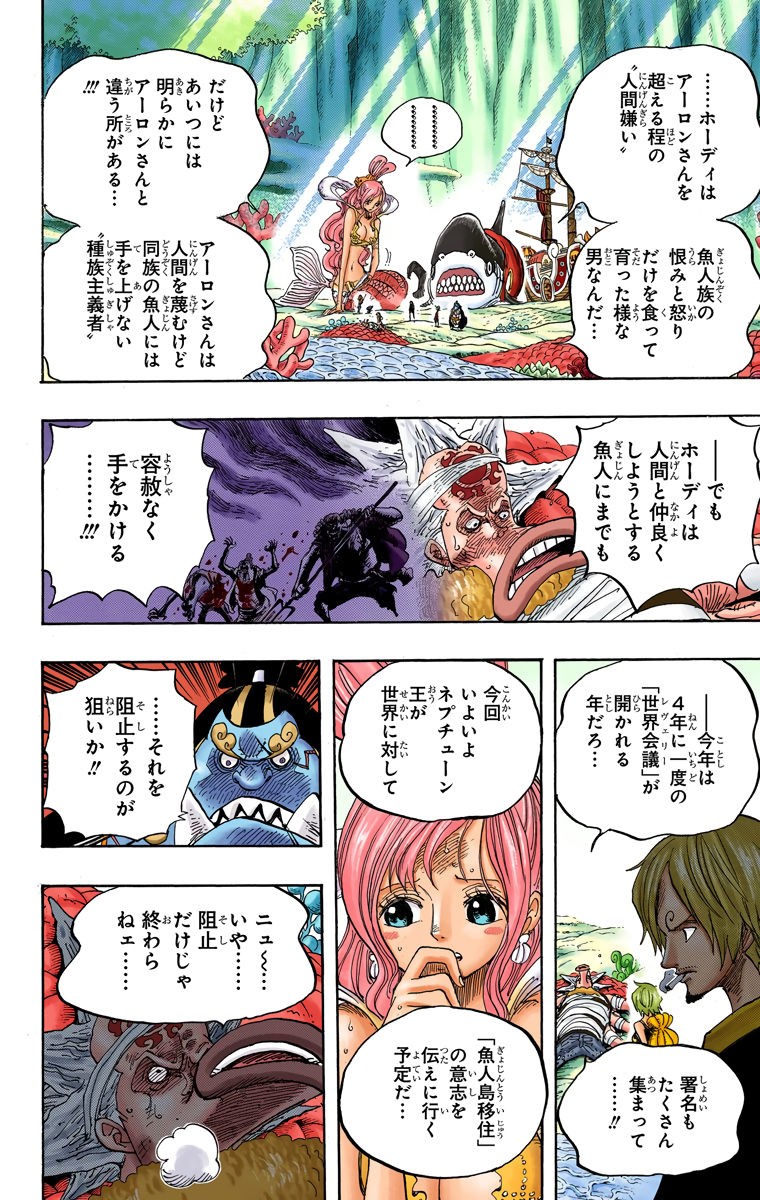 ……ホーディは
アーロンさんを
超える程の
〝人間嫌い〟
魚人族の
恨みと怒り
だけを食って
育った様な
男なんだ…
………
………
だけど
あいつには
明らかに
アーロンさんと
違う所がある…
!!!
アーロンさんは
人間を蔑むけど
同族の魚人には
手を上げない
〝種族主義者〟
――でも
ホーディは
人間と仲良く
しようとする
魚人にまでも
容赦なく
手をかける
………!!!
――今年は
4年に一度の
「世界会議」が
開かれる
年だろ…
署名も
たくさん
集まって
……!!
今回
いよいよ
ネプチューン
王が
世界に対して
「魚人島移住」
の意志を
伝えに行く
予定だ…
……それを
阻止するのが
狙いか!!
ニュ〜…
いや……
阻止
だけじゃ
終わら
ねェ……